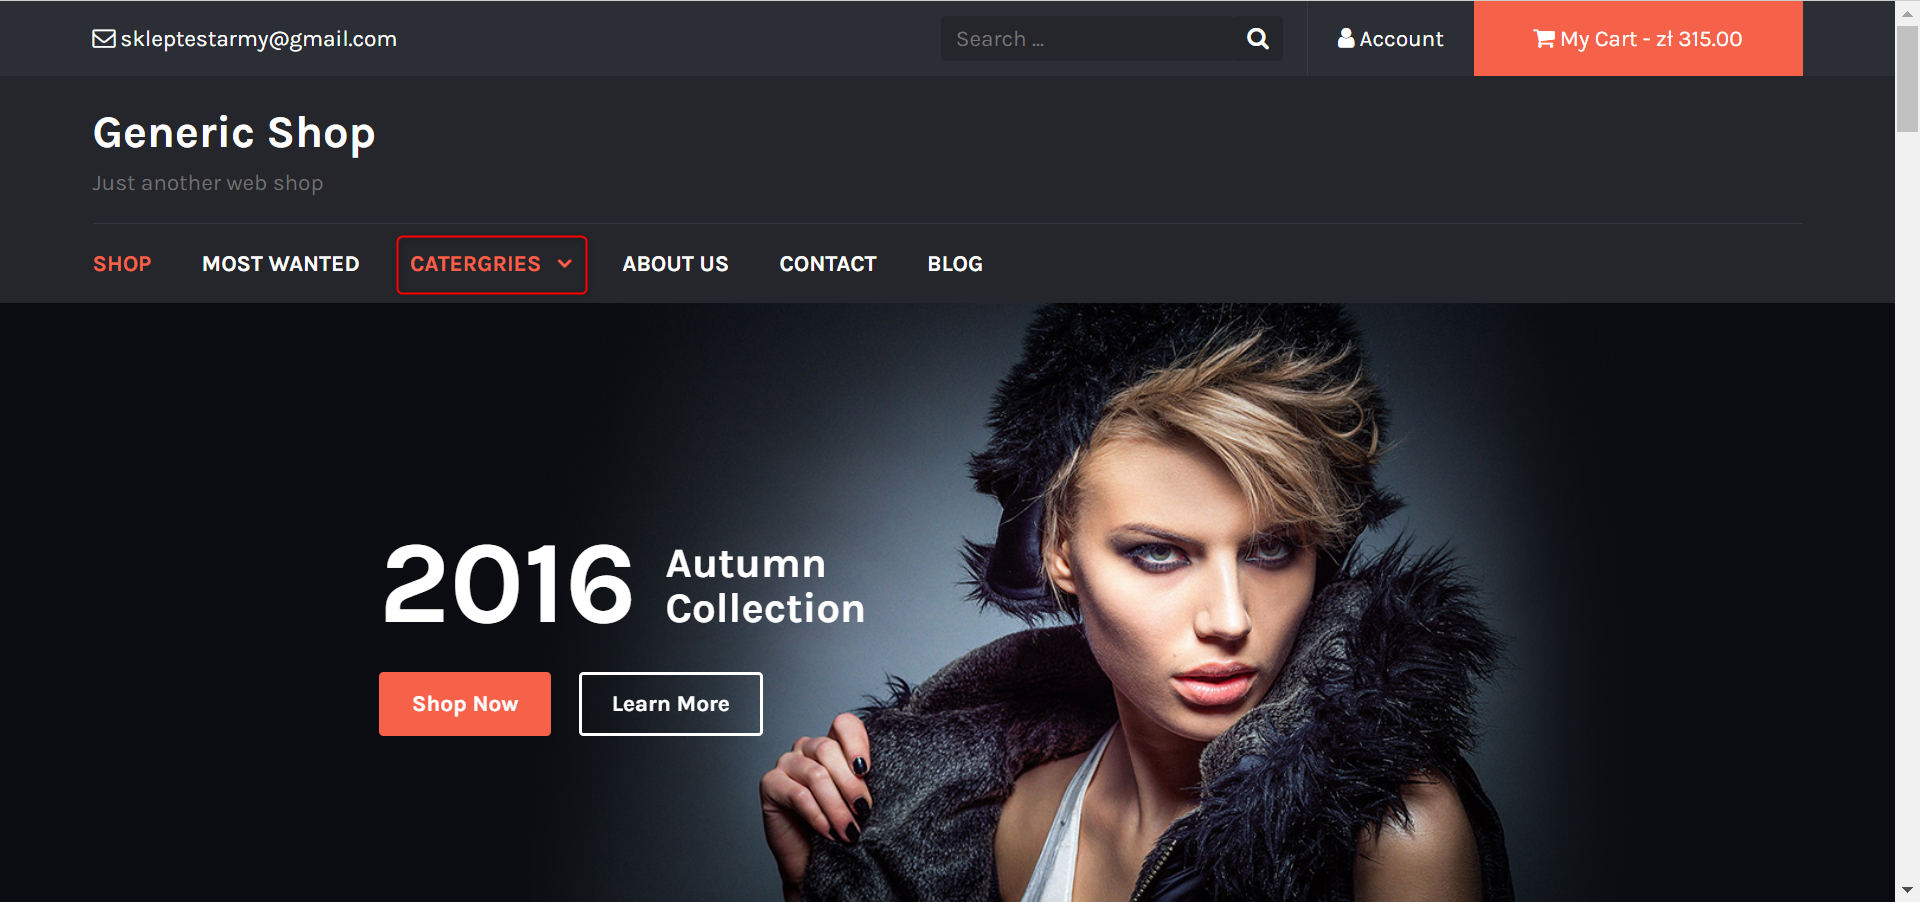 skleptestarmy@gmail.com
Search ...
Account
My Cart - zł 315.00
Generic Shop
Just another web shop
SHOP
MOST WANTED
CATERGRIES
ABOUT US
CONTACT
BLOG
2016
Autumn
Collection
Shop Now
Learn More